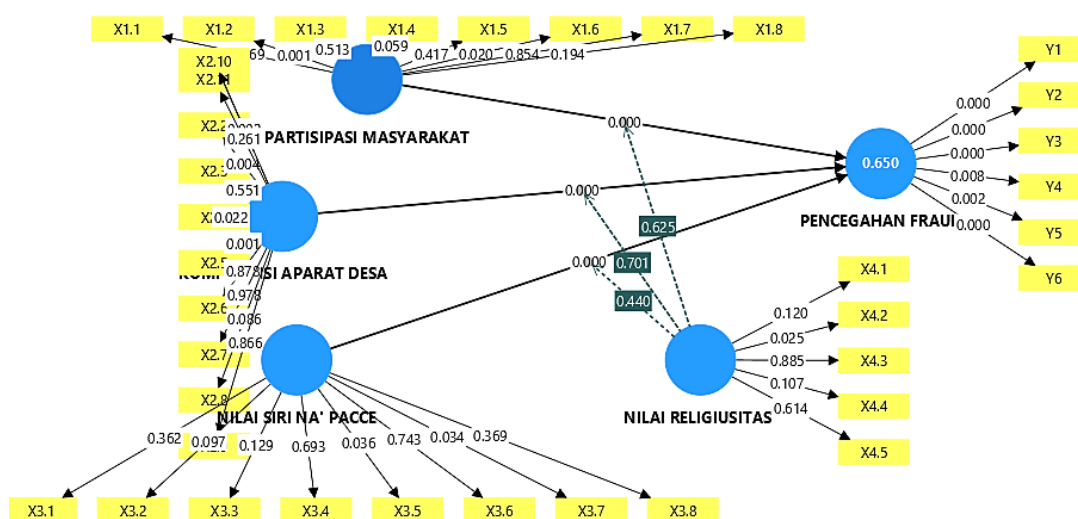 X1.1 X1.2 X1.3 X1.4 X1.5 X1.6 X1.7 X1.8
0.001 0.513 0.059 0.417 0.020 0.854 0.194
PARTISIPASI MASYARAKAT
X2.10
0.261
0.004
0.551
0.022
0.001
0.878
0.978
0.086
0.866
X2.6
X2.7
APARAT DESA
NILAI SIRI NA' PACCE
0.362 0.097 0.129 0.693 0.036 0.743 0.034 0.369
X3.1 X3.2 X3.3 X3.4 X3.5 X3.6 X3.7 X3.8
0.000
0.000
0.000
0.625
0.701
0.440
0.650
PENCEGAHAN
0.000
0.000
0.000
0.008
0.002
0.000
Y1
Y2
Y3
Y4
Y5
Y6
NILAI RELIGIUSITAS
0.120
0.025
0.885
0.107
0.614
X4.1
X4.2
X4.3
X4.4
X4.5